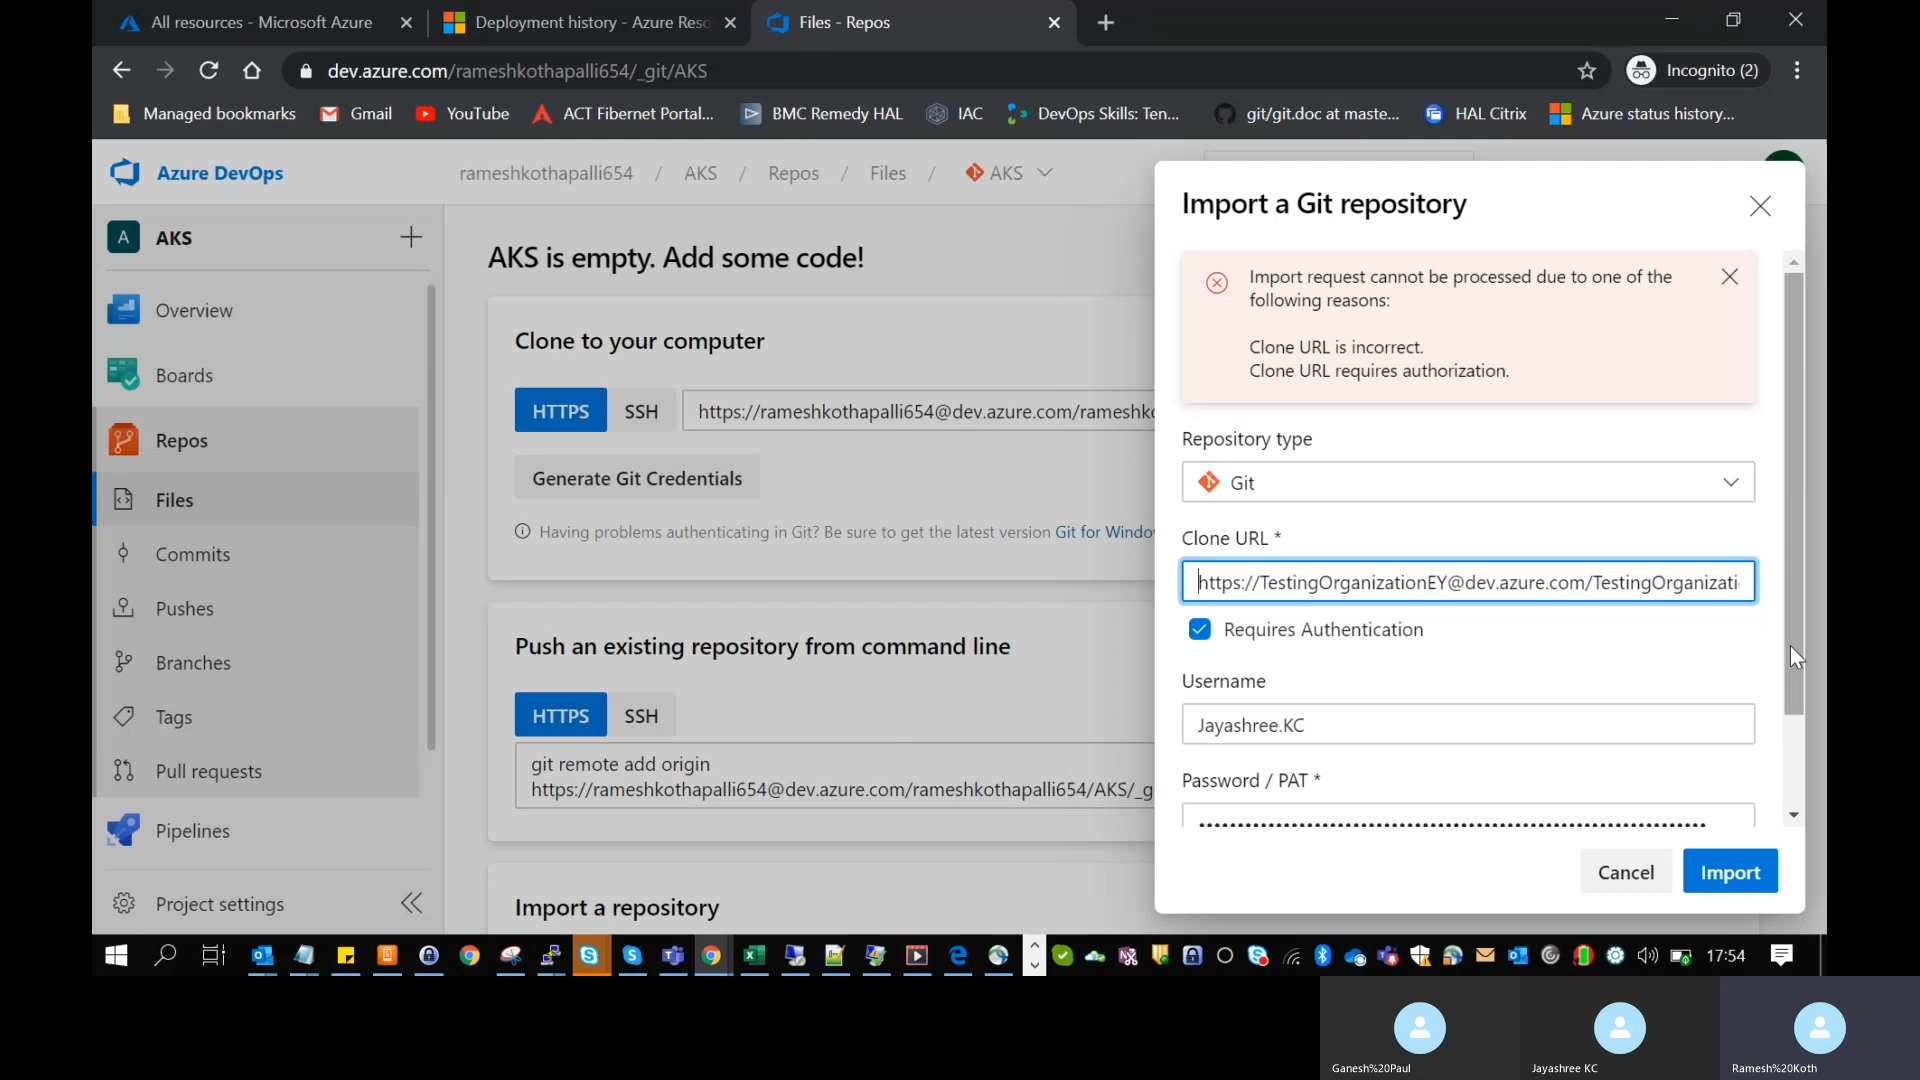 All resources - Microsoft Azure
Deployment history - Azure Reso
Files - Repos
dev.azure.com/rameshkothapalli654/_git/AKS
Incognito (2)
Managed bookmarks
Gmail
YouTube
ACT Fibernet Portal...
BMC Remedy HAL
IAC
DevOps Skills: Ten...
git/git.doc at maste...
HAL Citrix
Azure status history...
Azure DevOps
rameshkothapalli654 / AKS / Repos / Files / AKS
A AKS
Overview
Boards
Repos
Files
Commits
Pushes
Branches
Tags
Pull requests
Pipelines
Project settings
AKS is empty. Add some code!
Clone to your computer
HTTPS SSH https://rameshkothapalli654@dev.azure.com/rameshko
Generate Git Credentials
Having problems authenticating in Git? Be sure to get the latest version Git for Windo
Push an existing repository from command line
HTTPS SSH
git remote add origin
https://rameshkothapalli654@dev.azure.com/rameshkothapalli654/AKS/_g
Import a repository
Import a Git repository
Import request cannot be processed due to one of the
following reasons:
Clone URL is incorrect.
Clone URL requires authorization.
Repository type
Git
Clone URL *
https://TestingOrganizationEY@dev.azure.com/TestingOrganizati
Requires Authentication
Username
Jayashree.KC
Password / PAT *
Cancel
Import
17:54
Ganesh%20Paul
Jayashree KC
Ramesh%20Koth